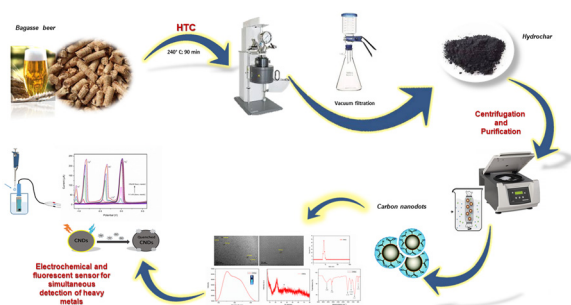 Bagasse beer
HTC
240° C; 90 min
Vacuum filtration
Hydrochar
Centrifugation
and
Purification
Carbon nanodots
CNDs
CNDs
Electrochemical and
fluorescent sensor for
simultaneous
detection of heavy
metals